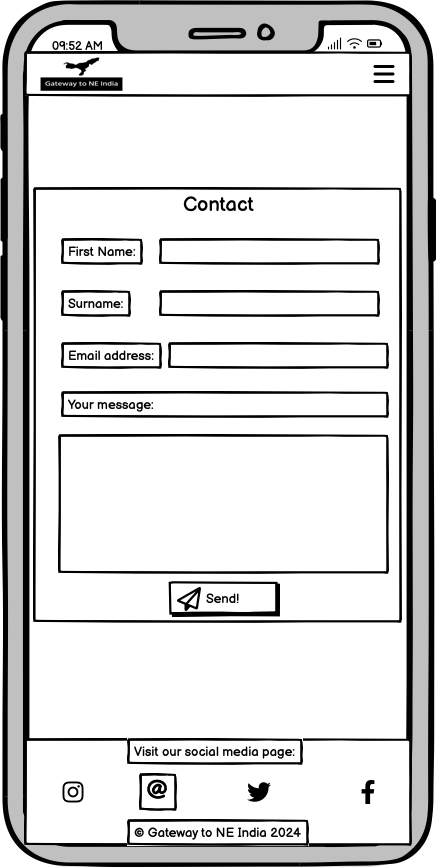 09:52 AM
Gateway to NE India
Contact
First Name:
Surname:
Email address:
Your message:
Send!
Visit our social media page:
@
© Gateway to NE India 2024